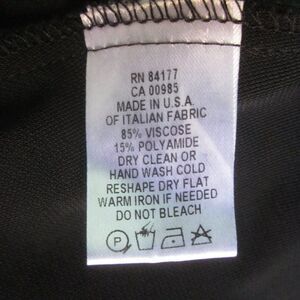 RN 84177
CA 00985
MADE IN U.S.A.
OF ITALIAN FABRIC
85% VISCOSE
15% POLYAMIDE
DRY CLEAN OR
HAND WASH COLD
RESHAPE DRY FLAT
WARM IRON IF NEEDED
DO NOT BLEACH
P